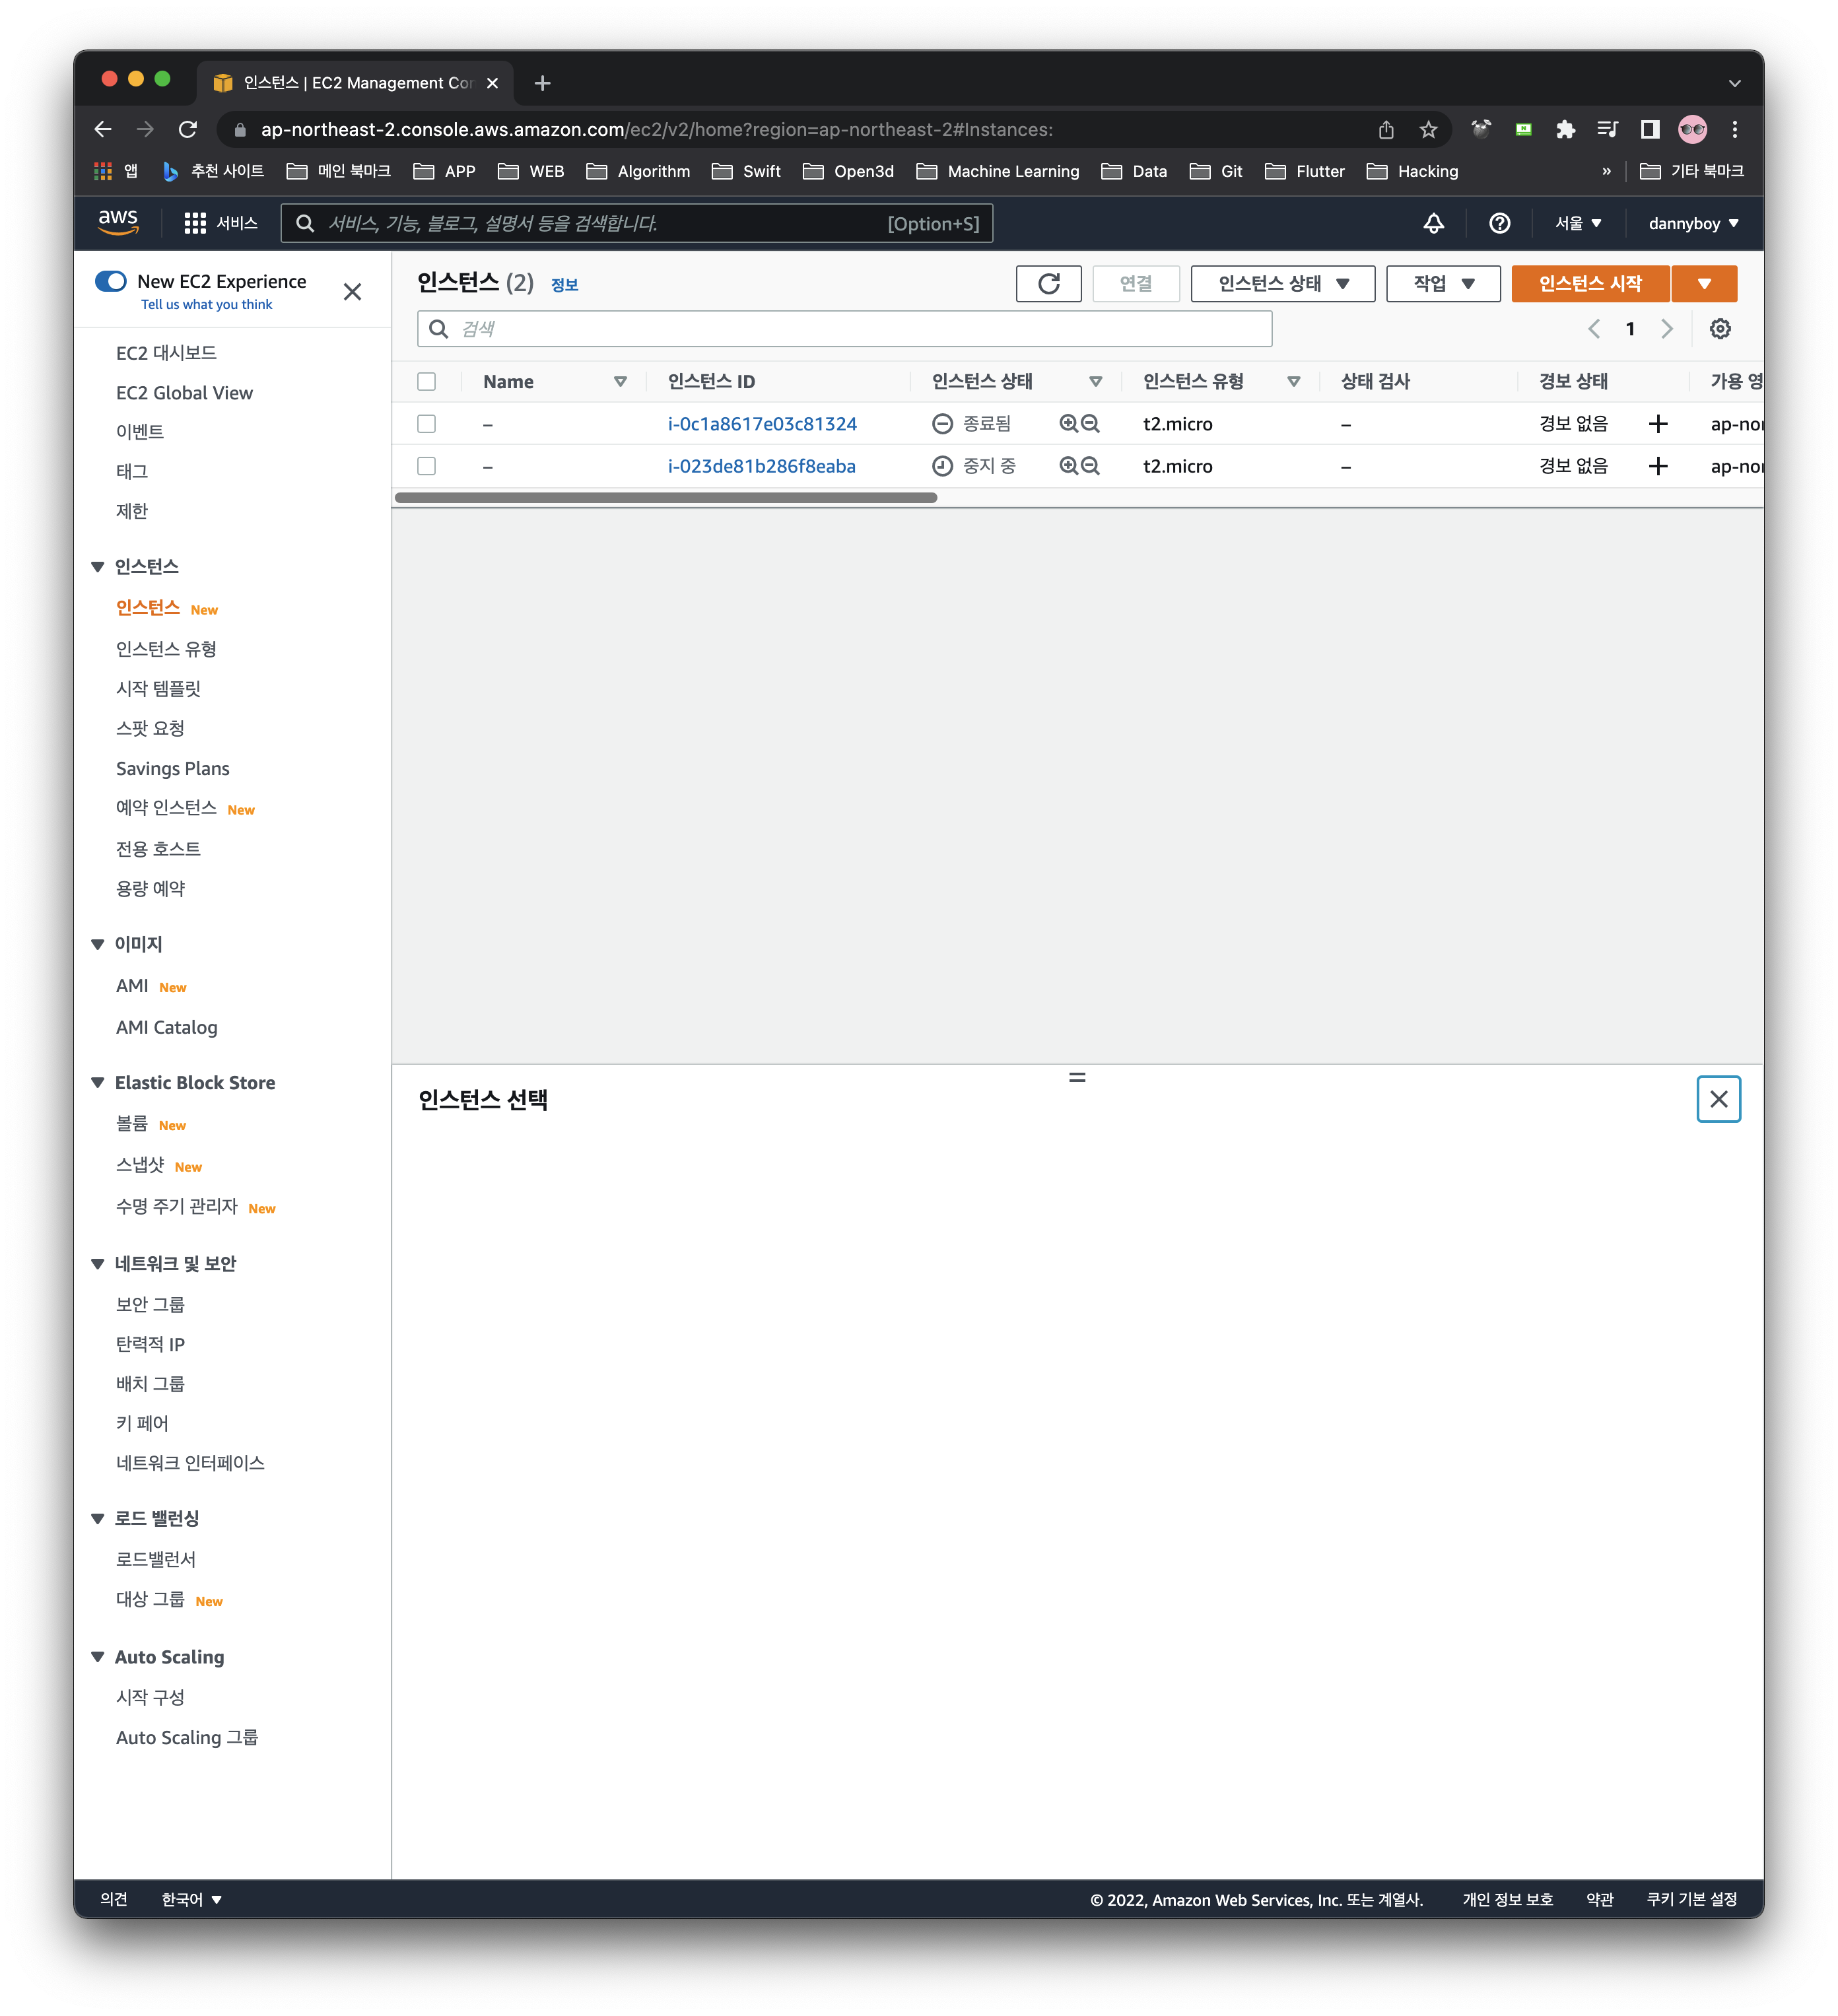 인스턴스 | EC2 Management Con
ap-northeast-2.console.aws.amazon.com/ec2/v2/home?region=ap-northeast-2#Instances:
앱 추천 사이트 메인 북마크 APP WEB Algorithm Swift Open3d Machine Learning Data Git Flutter Hacking » 기타 북마크
aws 서비스 서비스, 기능, 블로그, 설명서 등을 검색합니다. [Option+S] 서울 dannyboy
New EC2 Experience
Tell us what you think
EC2 대시보드
EC2 Global View
이벤트
태그
제한
인스턴스
인스턴스 New
인스턴스 유형
시작 템플릿
스팟 요청
Savings Plans
예약 인스턴스 New
전용 호스트
용량 예약
이미지
AMI New
AMI Catalog
Elastic Block Store
볼륨 New
스냅샷 New
수명 주기 관리자 New
네트워크 및 보안
보안 그룹
탄력적 IP
배치 그룹
키 페어
네트워크 인터페이스
로드 밸런싱
로드밸런서
대상 그룹 New
Auto Scaling
시작 구성
Auto Scaling 그룹
인스턴스 (2) 정보 연결 인스턴스 상태 작업 인스턴스 시작
검색 1
Name 인스턴스 ID 인스턴스 상태 인스턴스 유형 상태 검사 경보 상태 가용 영
– i-0c1a8617e03c81324 종료됨 t2.micro – 경보 없음 + ap-nor
– i-023de81b286f8eaba 중지 중 t2.micro – 경보 없음 + ap-nor
인스턴스 선택
의견 한국어 © 2022, Amazon Web Services, Inc. 또는 계열사. 개인 정보 보호 약관 쿠키 기본 설정